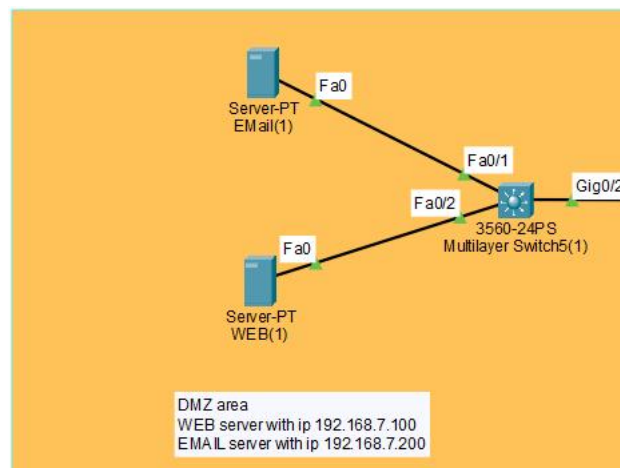 Fa0
Server-PT
EMail(1)
Fa0/1
Gig0/2
Fa0/2
3560-24PS
Multilayer Switch5(1)
Fa0
Server-PT
WEB(1)
DMZ area
WEB server with ip 192.168.7.100
EMAIL server with ip 192.168.7.200